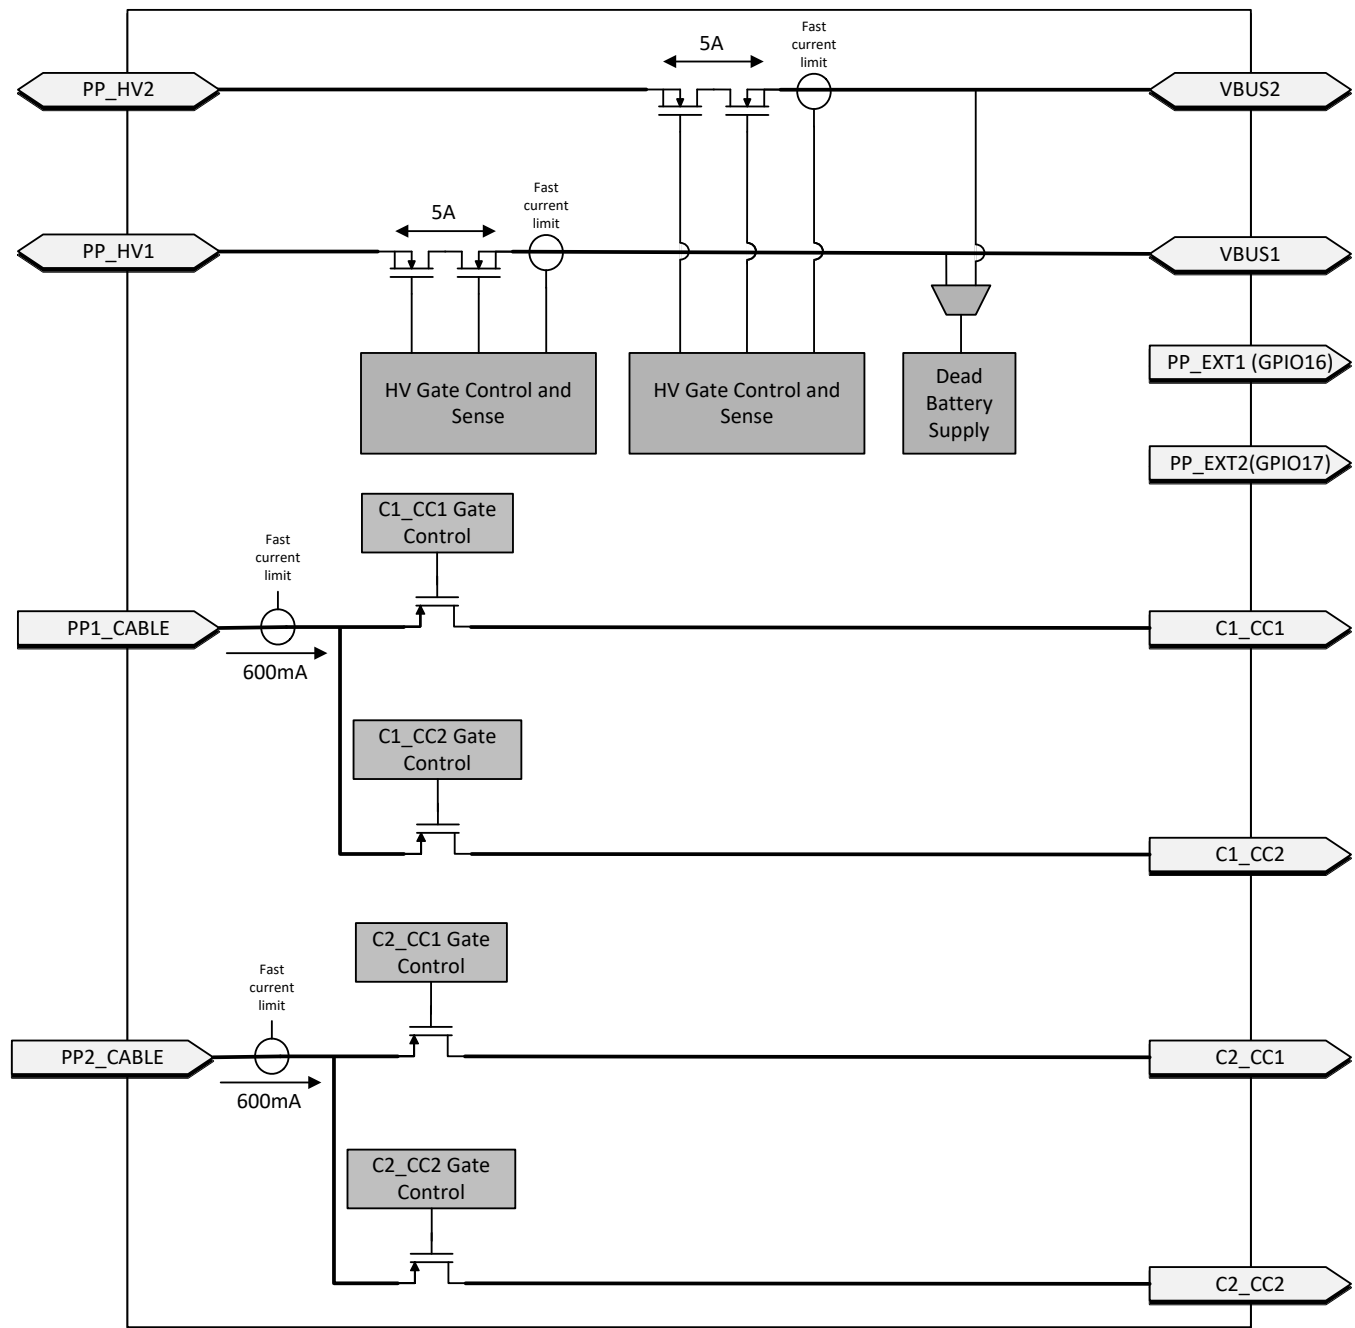 Fast
current
limit
5A
PP_HV2
VBUS2
Fast
current
limit
5A
PP_HV1
VBUS1
HV Gate Control and
Sense
HV Gate Control and
Sense
Dead
Battery
Supply
PP_EXT1 (GPIO16)
PP_EXT2(GPIO17)
C1_CC1 Gate
Control
Fast
current
limit
PP1_CABLE
600mA
C1_CC1
C1_CC2 Gate
Control
C1_CC2
C2_CC1 Gate
Control
Fast
current
limit
PP2_CABLE
600mA
C2_CC1
C2_CC2 Gate
Control
C2_CC2